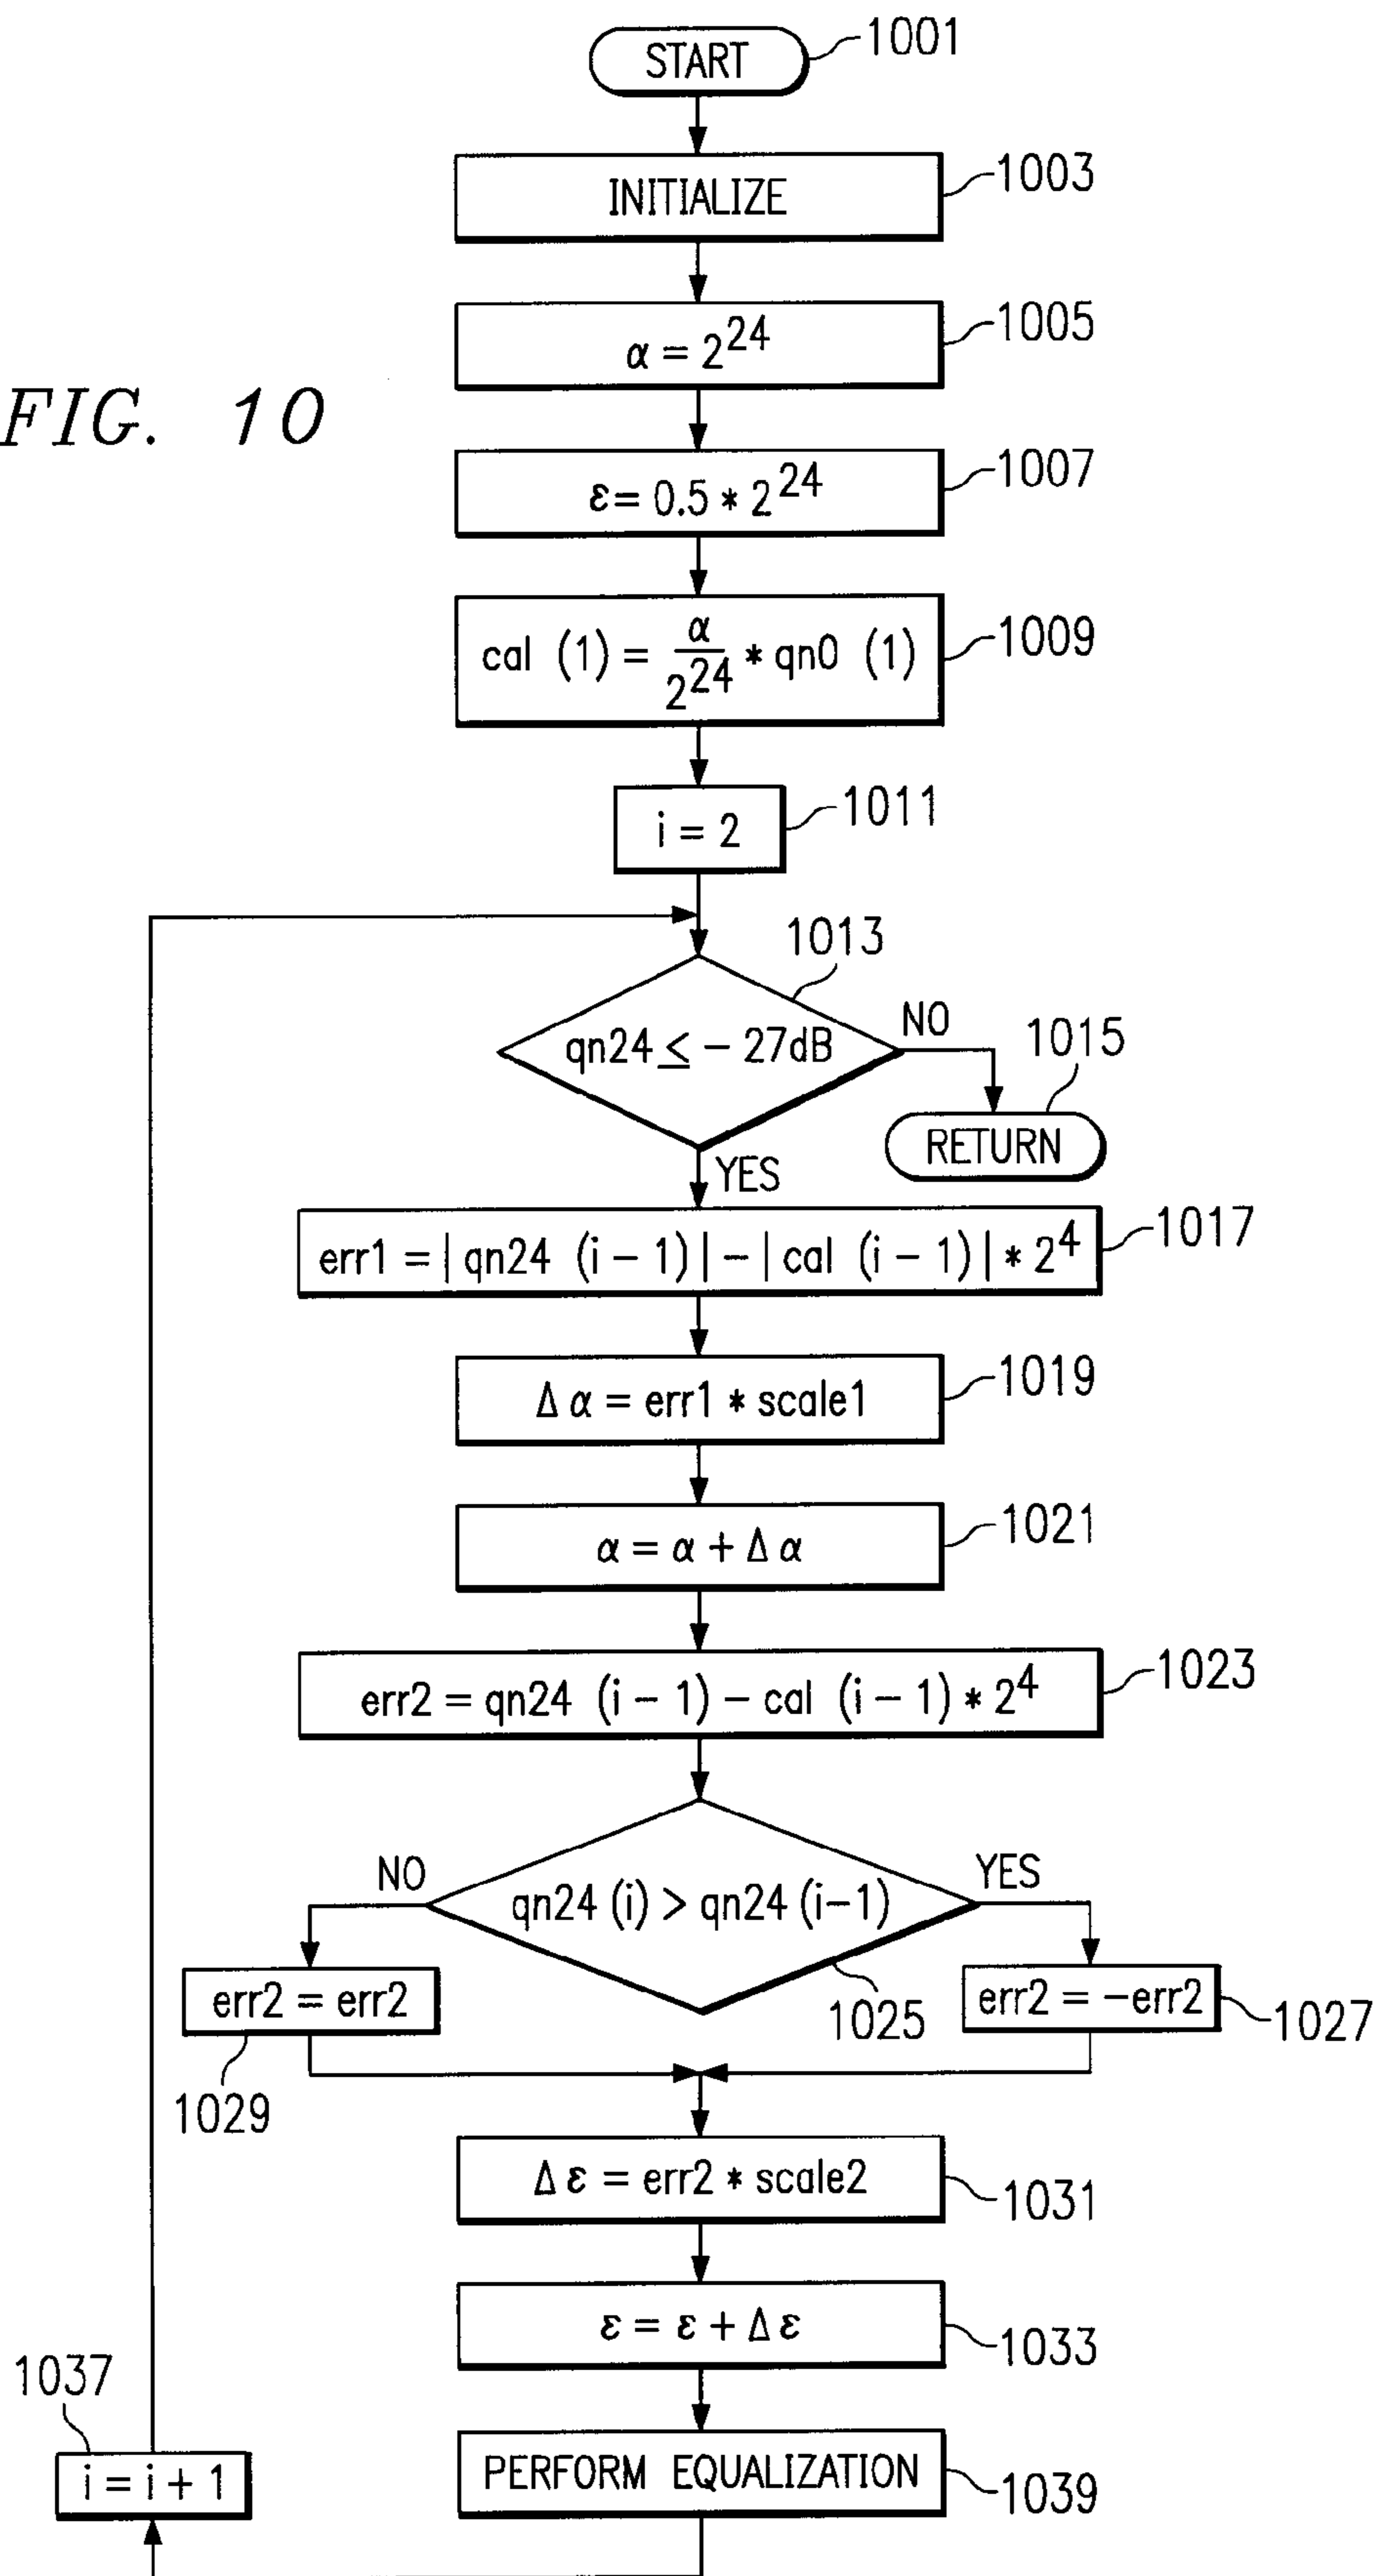 START
1001
INITIALIZE
1003
α = 2^24
1005
FIG. 10
ε= 0.5 * 2^24
1007
cal (1) = α/2^24 * qn0 (1)
1009
i = 2
1011
1013
qn24 ≤ - 27dB
NO
1015
RETURN
YES
err1 = | qn24 (i - 1) | - | cal (i - 1) | * 2^4
1017
Δ α = err1 * scale1
1019
α = α + Δ α
1021
err2 = qn24 (i - 1) - cal (i - 1) * 2^4
1023
NO
qn24 (i) > qn24 (i-1)
YES
1025
err2 = err2
1029
err2 = -err2
1027
Δ ε = err2 * scale2
1031
ε = ε + Δ ε
1033
1037
i = i + 1
PERFORM EQUALIZATION
1039